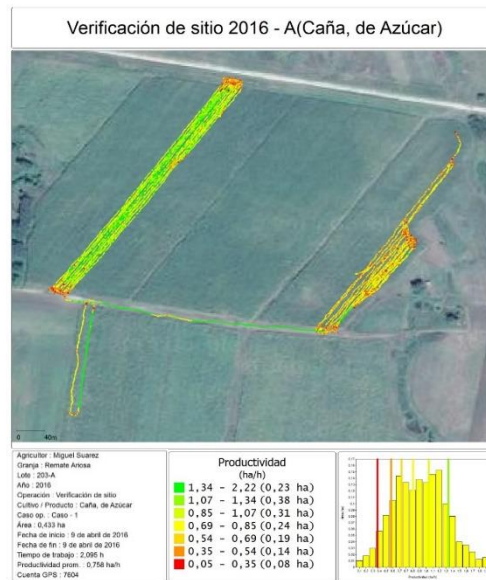 Verificación de sitio 2016 - A(Caña, de Azúcar)
0 40m
Agricultor : Miguel Suarez
Granja : Remate Ariosa
Lote : 203-A
Año : 2016
Operación : Verificación de sitio
Cultivo / Producto : Caña, de Azúcar
Caso op. : Caso - 1
Área : 0,433 ha
Fecha de inicio : 9 de abril de 2016
Fecha de fin : 9 de abril de 2016
Tiempo de trabajo : 2,095 h
Productividad prom. : 0,758 ha/h
Cuenta GPS : 7604
Productividad
(ha/h)
1,34 - 2,22 (0,23 ha)
1,07 - 1,34 (0,38 ha)
0,85 - 1,07 (0,31 ha)
0,69 - 0,85 (0,24 ha)
0,54 - 0,69 (0,19 ha)
0,35 - 0,54 (0,14 ha)
0,05 - 0,35 (0,08 ha)